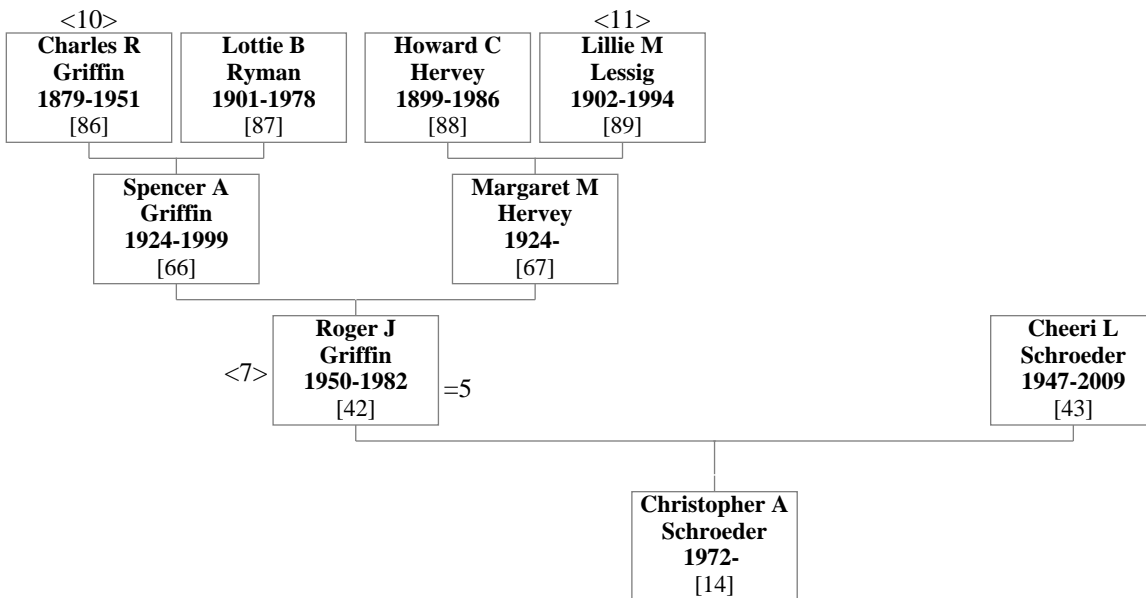 <10>
<11>
Charles R
Griffin
1879-1951
[86]
Lottie B
Ryman
1901-1978
[87]
Howard C
Hervey
1899-1986
[88]
Lillie M
Lessig
1902-1994
[89]
Spencer A
Griffin
1924-1999
[66]
Margaret M
Hervey
1924-
[67]
<7>
Roger J
Griffin
1950-1982
[42]
=5
Cheeri L
Schroeder
1947-2009
[43]
Christopher A
Schroeder
1972-
[14]